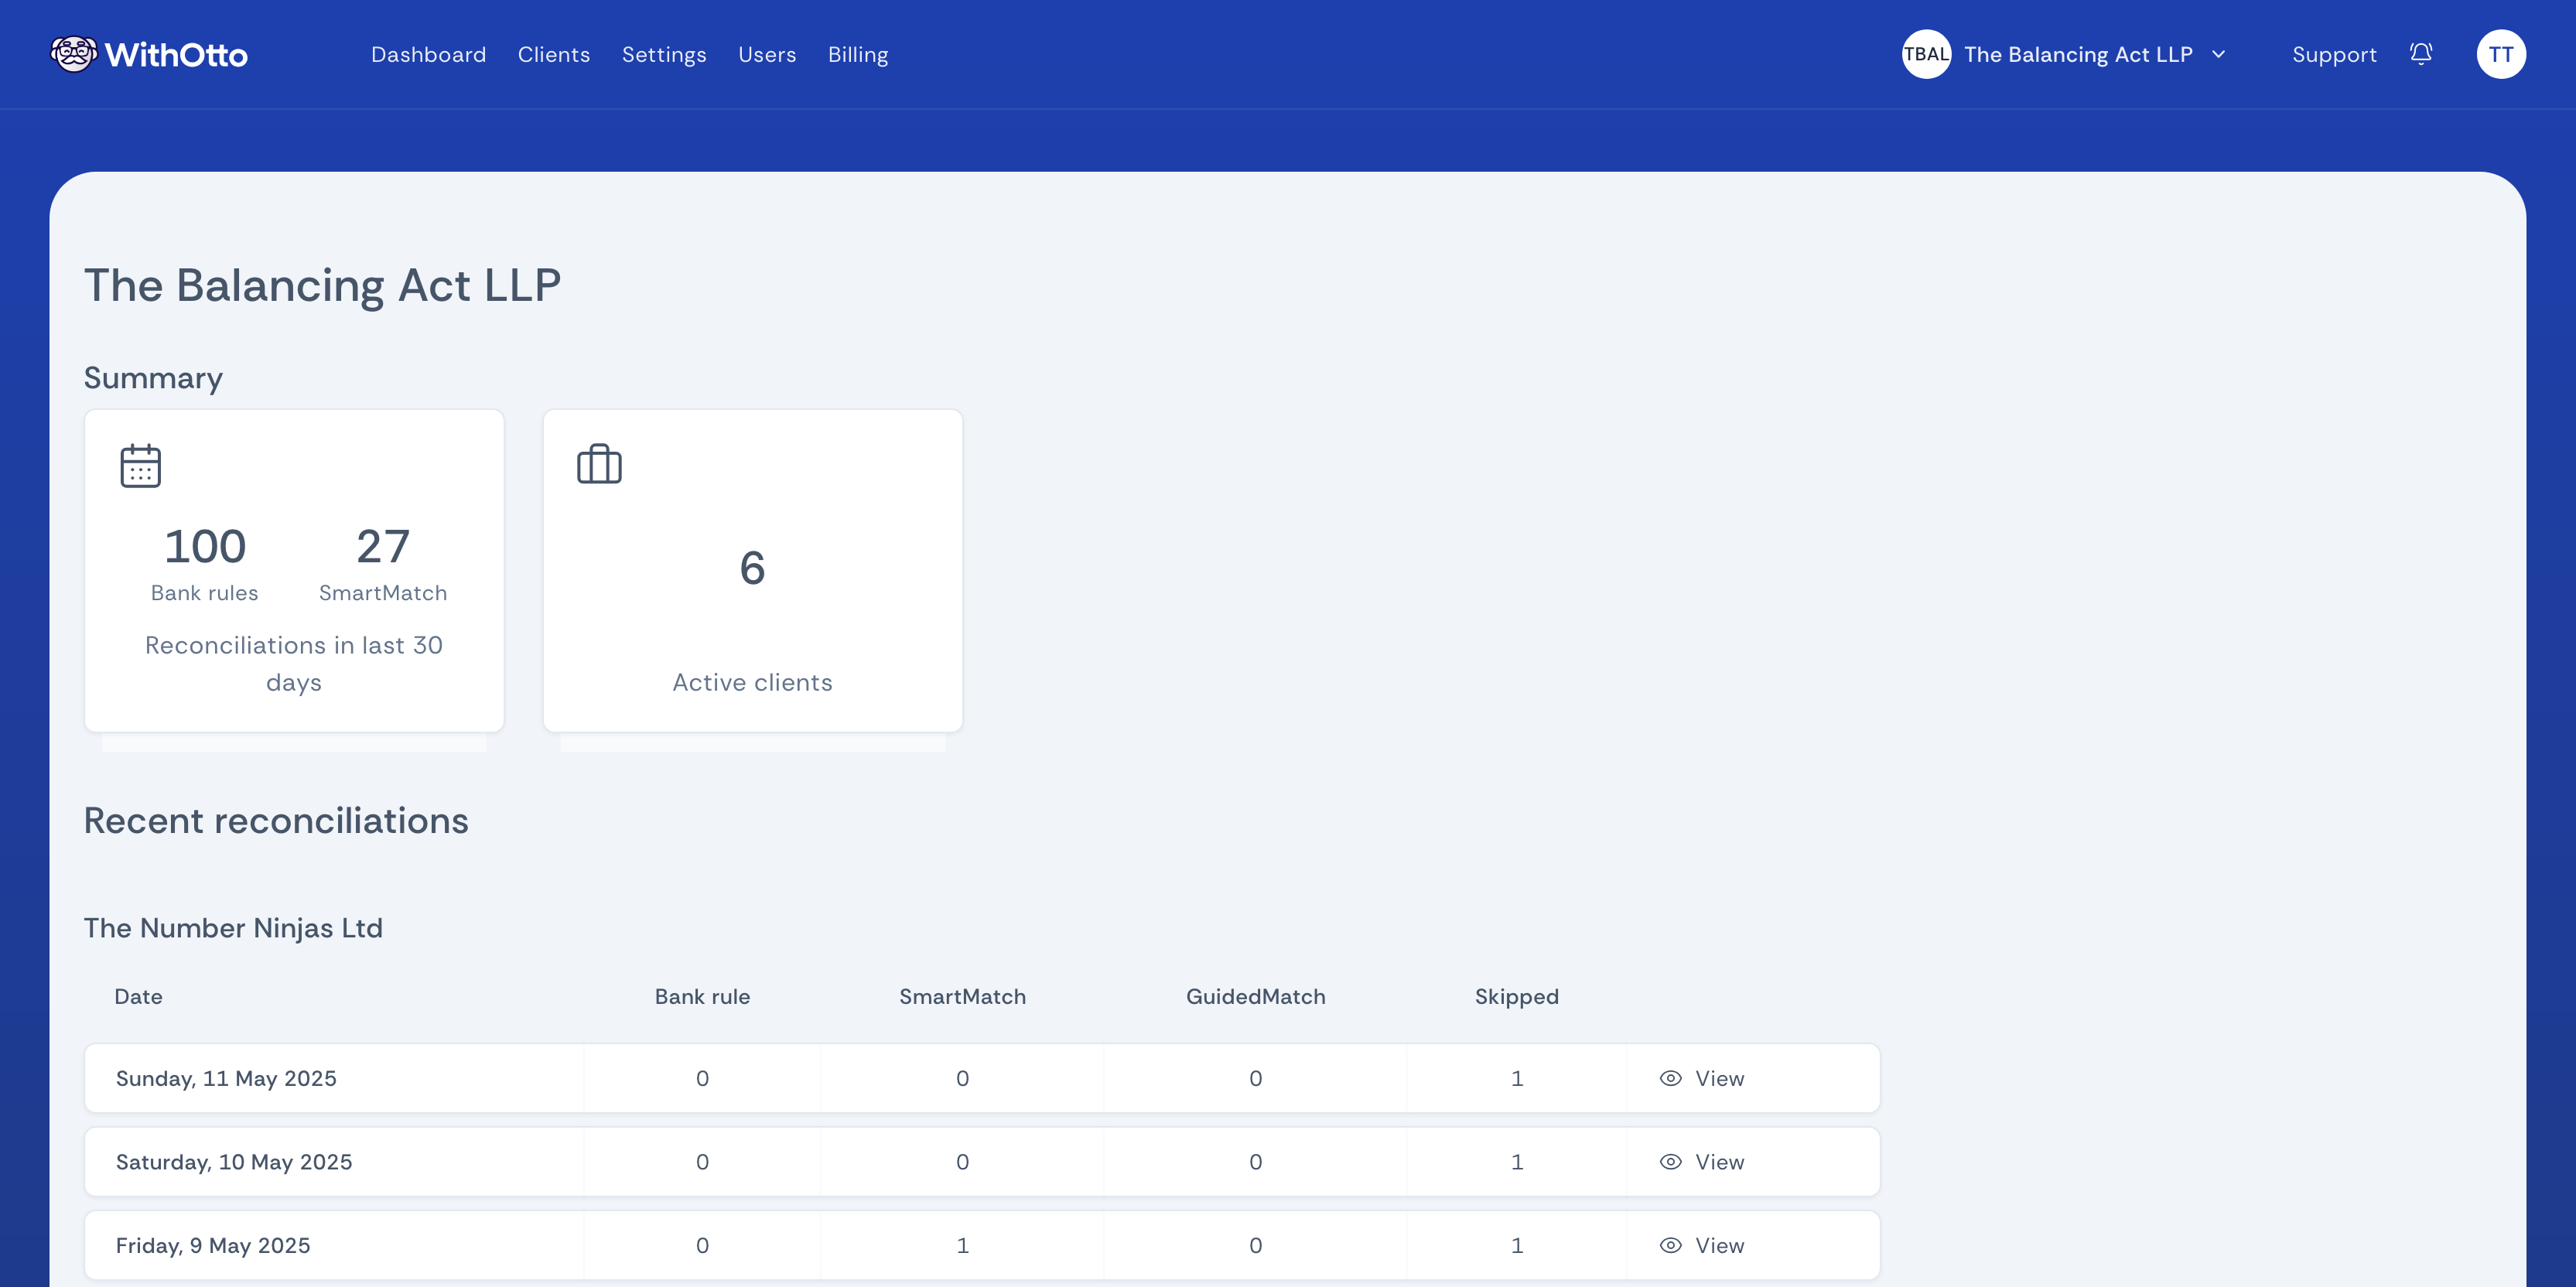 WithOtto Dashboard Clients Settings Users Billing TBAL The Balancing Act LLP Support TT
The Balancing Act LLP
Summary
100 27
Bank rules SmartMatch
Reconciliations in last 30
days
6
Active clients
Recent reconciliations
The Number Ninjas Ltd
Date Bank rule SmartMatch GuidedMatch Skipped
Sunday, 11 May 2025 0 0 0 1 View
Saturday, 10 May 2025 0 0 0 1 View
Friday, 9 May 2025 0 1 0 1 View